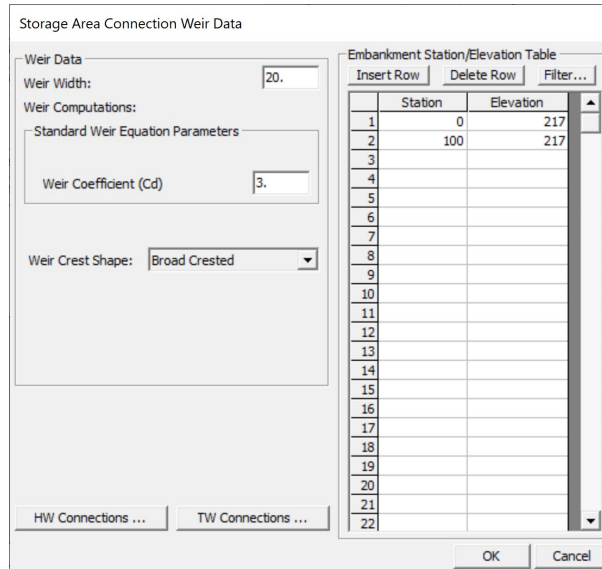 Storage Area Connection Weir Data
Weir Data
Weir Width:
20.
Weir Computations:
Standard Weir Equation Parameters
Weir Coefficient (Cd)
3.
Weir Crest Shape:
Broad Crested
HW Connections ...
TW Connections ...
Embankment Station/Elevation Table
Insert Row Delete Row Filter...
Station Elevation
1 0 217
2 100 217
3
4
5
6
7
8
9
10
11
12
13
14
15
16
17
18
19
20
21
22
OK Cancel